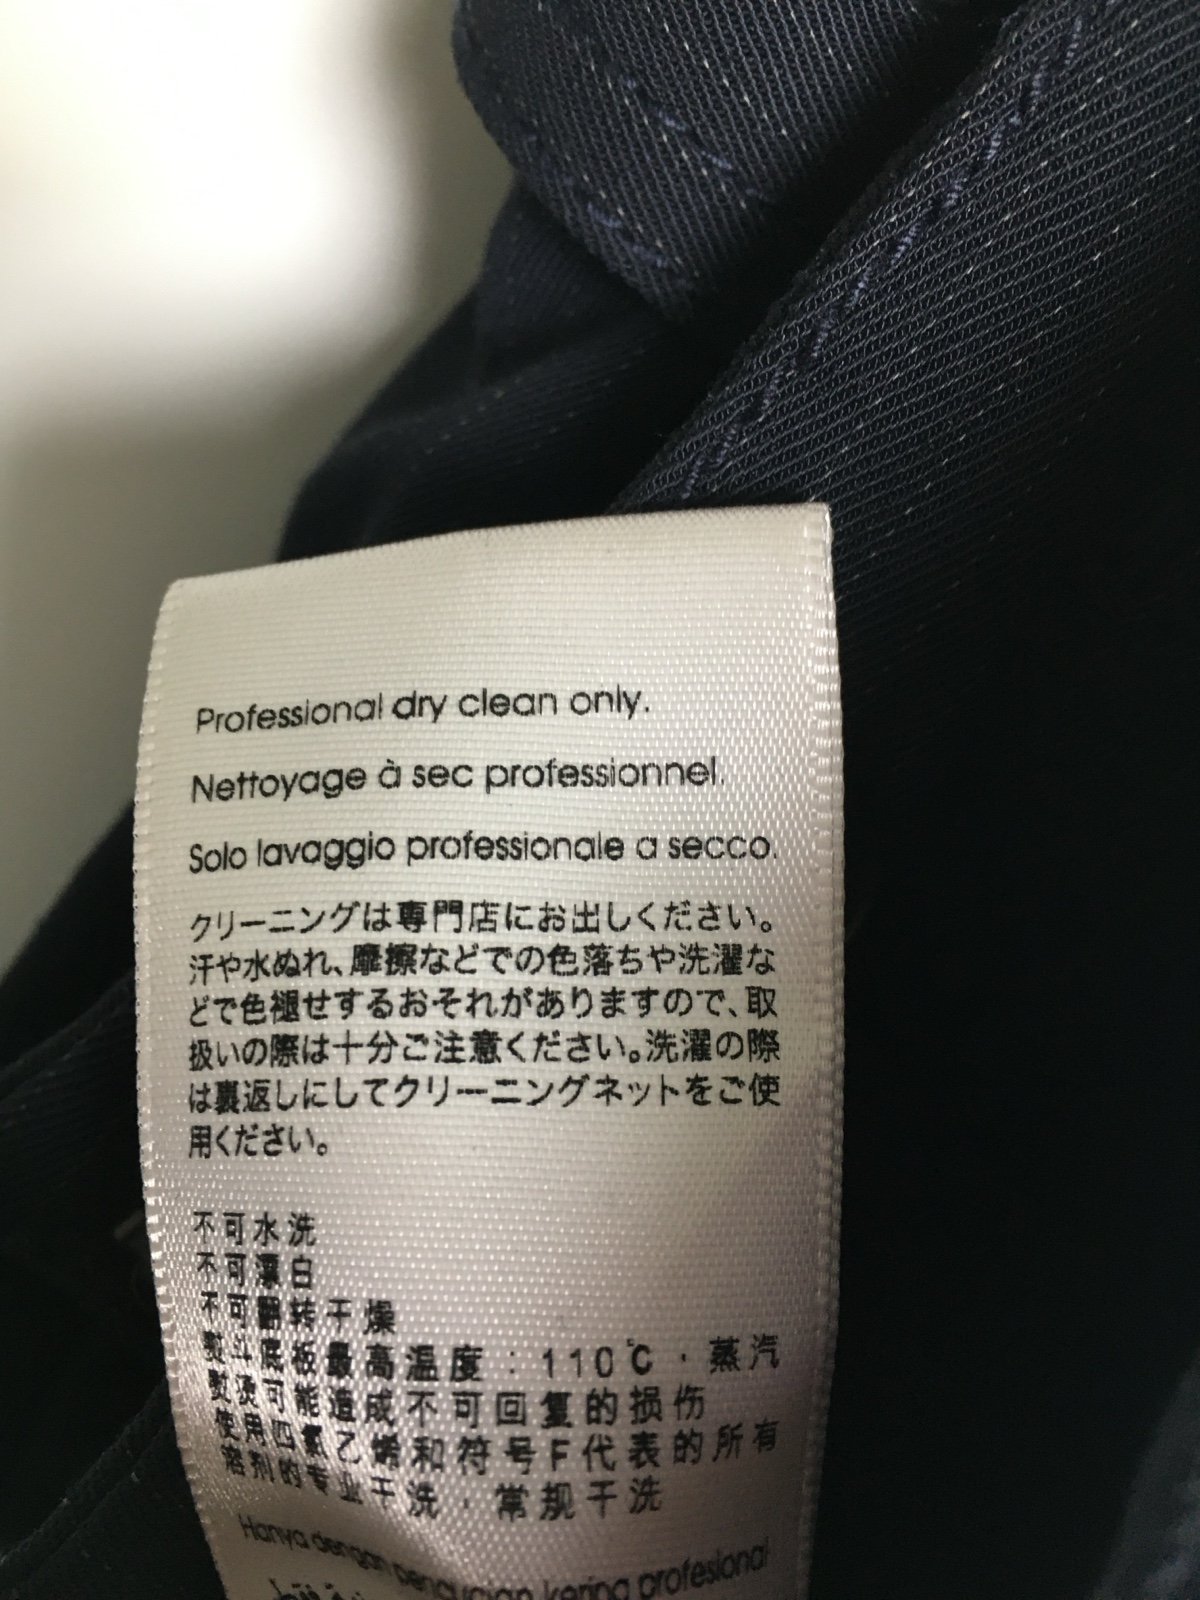 Professional dry clean only.
Nettoyage à sec professionnel.
Solo lavaggio professionale a secco.
クリーニングは専門店にお出しください。
汗や水ぬれ、摩擦などでの色落ちや洗濯な
どで色褪せするおそれがありますので、取
扱いの際は十分ご注意ください。洗濯の際
は裏返しにしてクリーニングネットをご使
用ください。
不可水洗
不可漂白
不可翻转干燥
熨斗底板最高温度：110℃，蒸汽
熨烫可能造成不可回复的损伤
使用四氯乙烯和符号F代表的所有
溶剂的专业干洗，常规干洗
Hanya dengan pencucian kering profesional